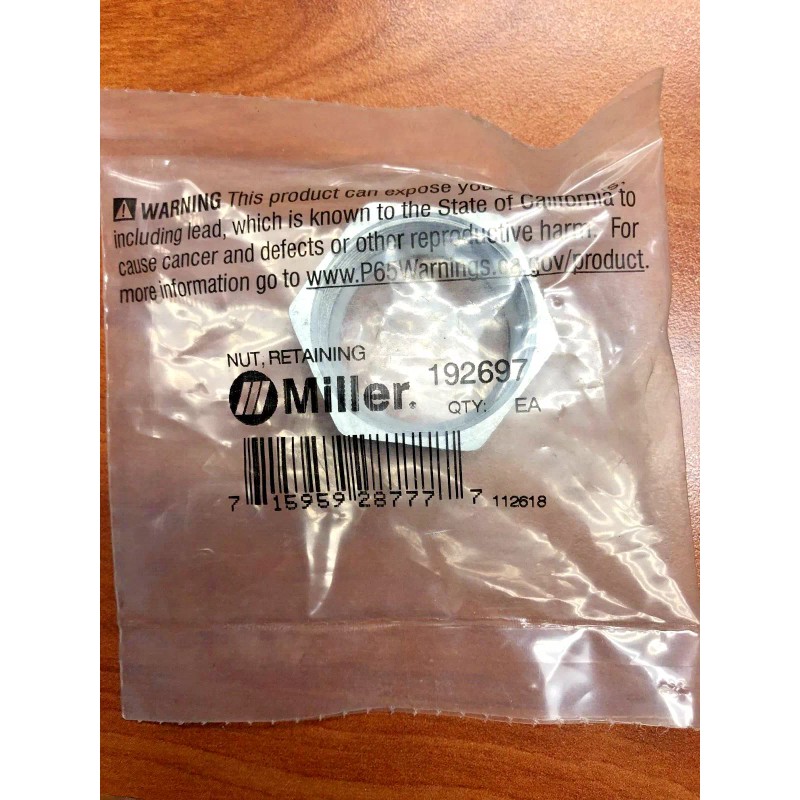 WARNING This product can expose you
including lead, which is known to the State of California to
cause cancer and defects or other reproductive harm. For
more information go to www.P65Warnings.ca.gov/product.
NUT, RETAINING
Miller® 192697
QTY: EA
7 15959 28777 7 112618